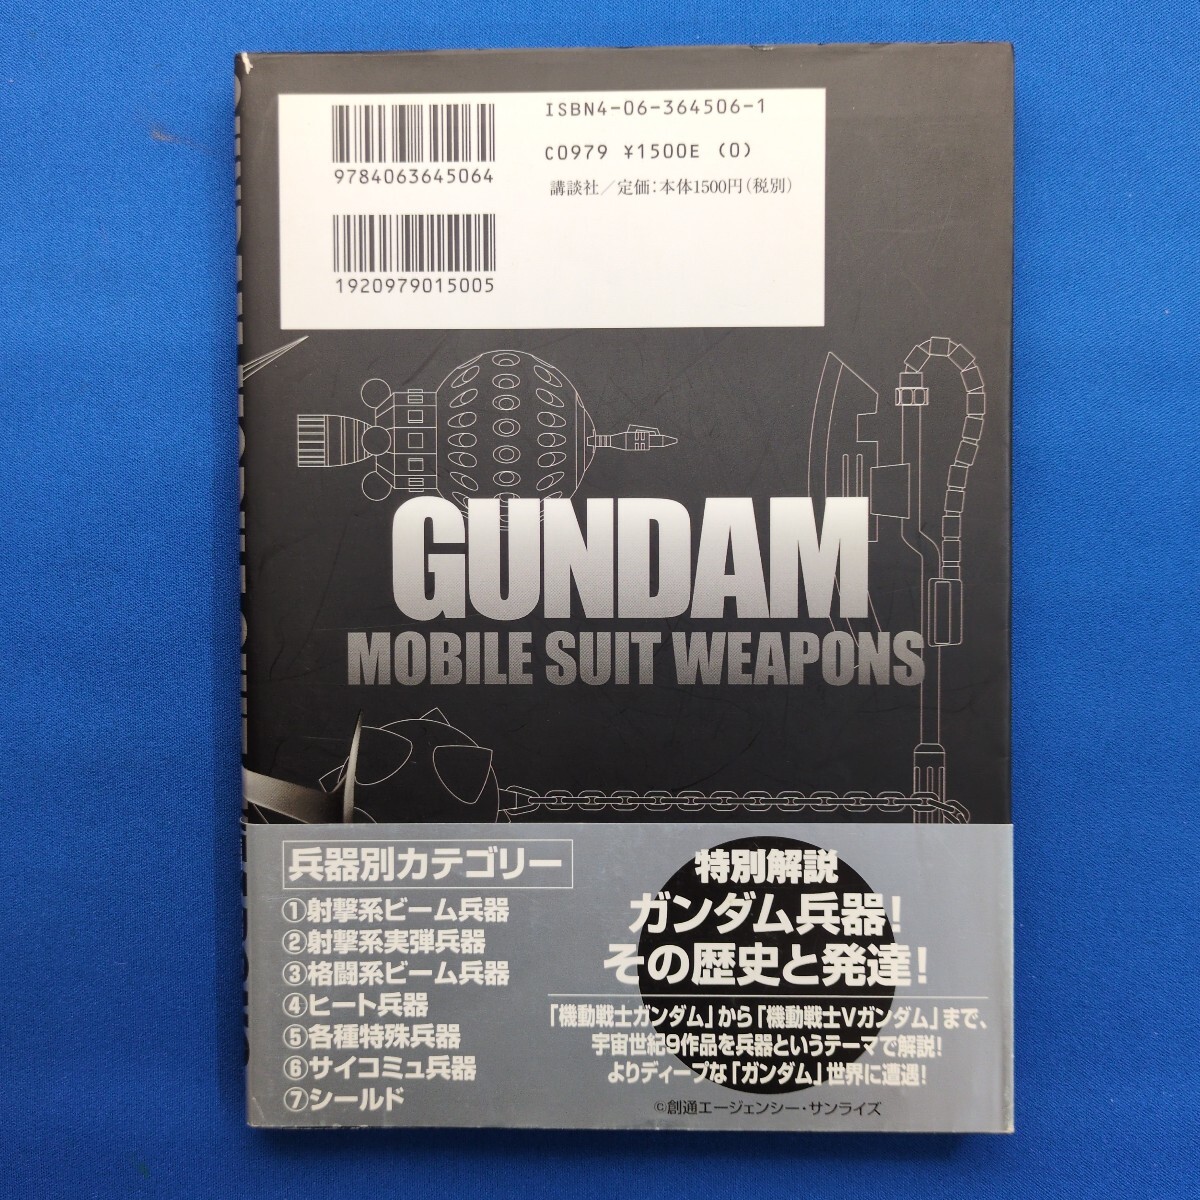 ISBN4-06-364506-1
C0979 ¥1500E (0)
講談社／定価：本体1500円（税別）
9784063645064
1920979015005
GUNDAM
MOBILE SUIT WEAPONS
兵器別カテゴリー
①射撃系ビーム兵器
②射撃系実弾兵器
③格闘系ビーム兵器
④ヒート兵器
⑤各種特殊兵器
⑥サイコミュ兵器
⑦シールド
特別解説
ガンダム兵器！
その歴史と発達！
「機動戦士ガンダム」から「機動戦士Vガンダム」まで、
宇宙世紀9作品を兵器というテーマで解説！
よりディープな「ガンダム」世界に遭遇！
©創通エージェンシー・サンライズ